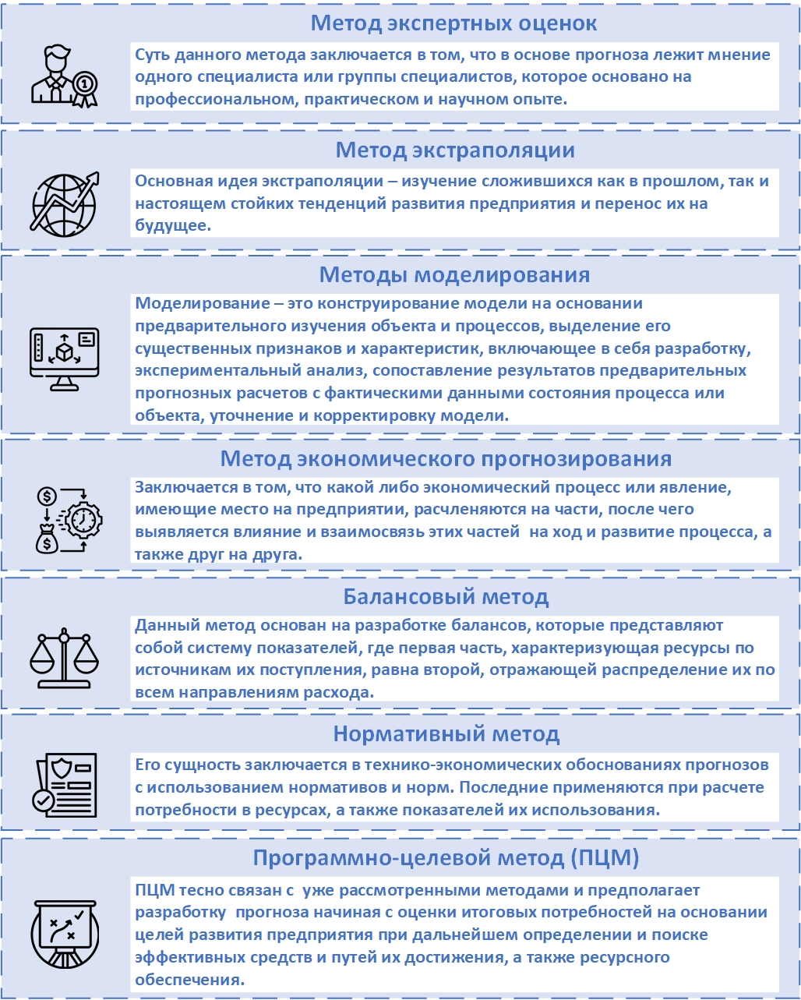 Метод экспертных оценок
Суть данного метода заключается в том, что в основе прогноза лежит мнение
одного специалиста или группы специалистов, которое основано на
профессиональном, практическом и научном опыте.
1
Метод экстраполяции
Основная идея экстраполяции – изучение сложившихся как в прошлом, так и
настоящем стойких тенденций развития предприятия и перенос их на
будущее.
Методы моделирования
Моделирование – это конструирование модели на основании
предварительного изучения объекта и процессов, выделение его
существенных признаков и характеристик, включающее в себя разработку,
экспериментальный анализ, сопоставление результатов предварительных
прогнозных расчетов с фактическими данными состояния процесса или
объекта, уточнение и корректировку модели.
Метод экономического прогнозирования
Заключается в том, что какой либо экономический процесс или явление,
имеющие место на предприятии, расчленяются на части, после чего
выявляется влияние и взаимосвязь этих частей  на ход и развитие процесса, а
также друг на друга.
$
$
Балансовый метод
Данный метод основан на разработке балансов, которые представляют
собой систему показателей, где первая часть, характеризующая ресурсы по
источникам их поступления, равна второй, отражающей распределение их по
всем направлениям расхода.
Нормативный метод
Его сущность заключается в технико-экономических обоснованиях прогнозов
с использованием нормативов и норм. Последние применяются при расчете
потребности в ресурсах, а также показателей их использования.
Программно-целевой метод (ПЦМ)
ПЦМ тесно связан с  уже рассмотренными методами и предполагает
разработку  прогноза начиная с оценки итоговых потребностей на основании
целей развития предприятия при дальнейшем определении и поиске
эффективных средств и путей их достижения, а также ресурсного
обеспечения.